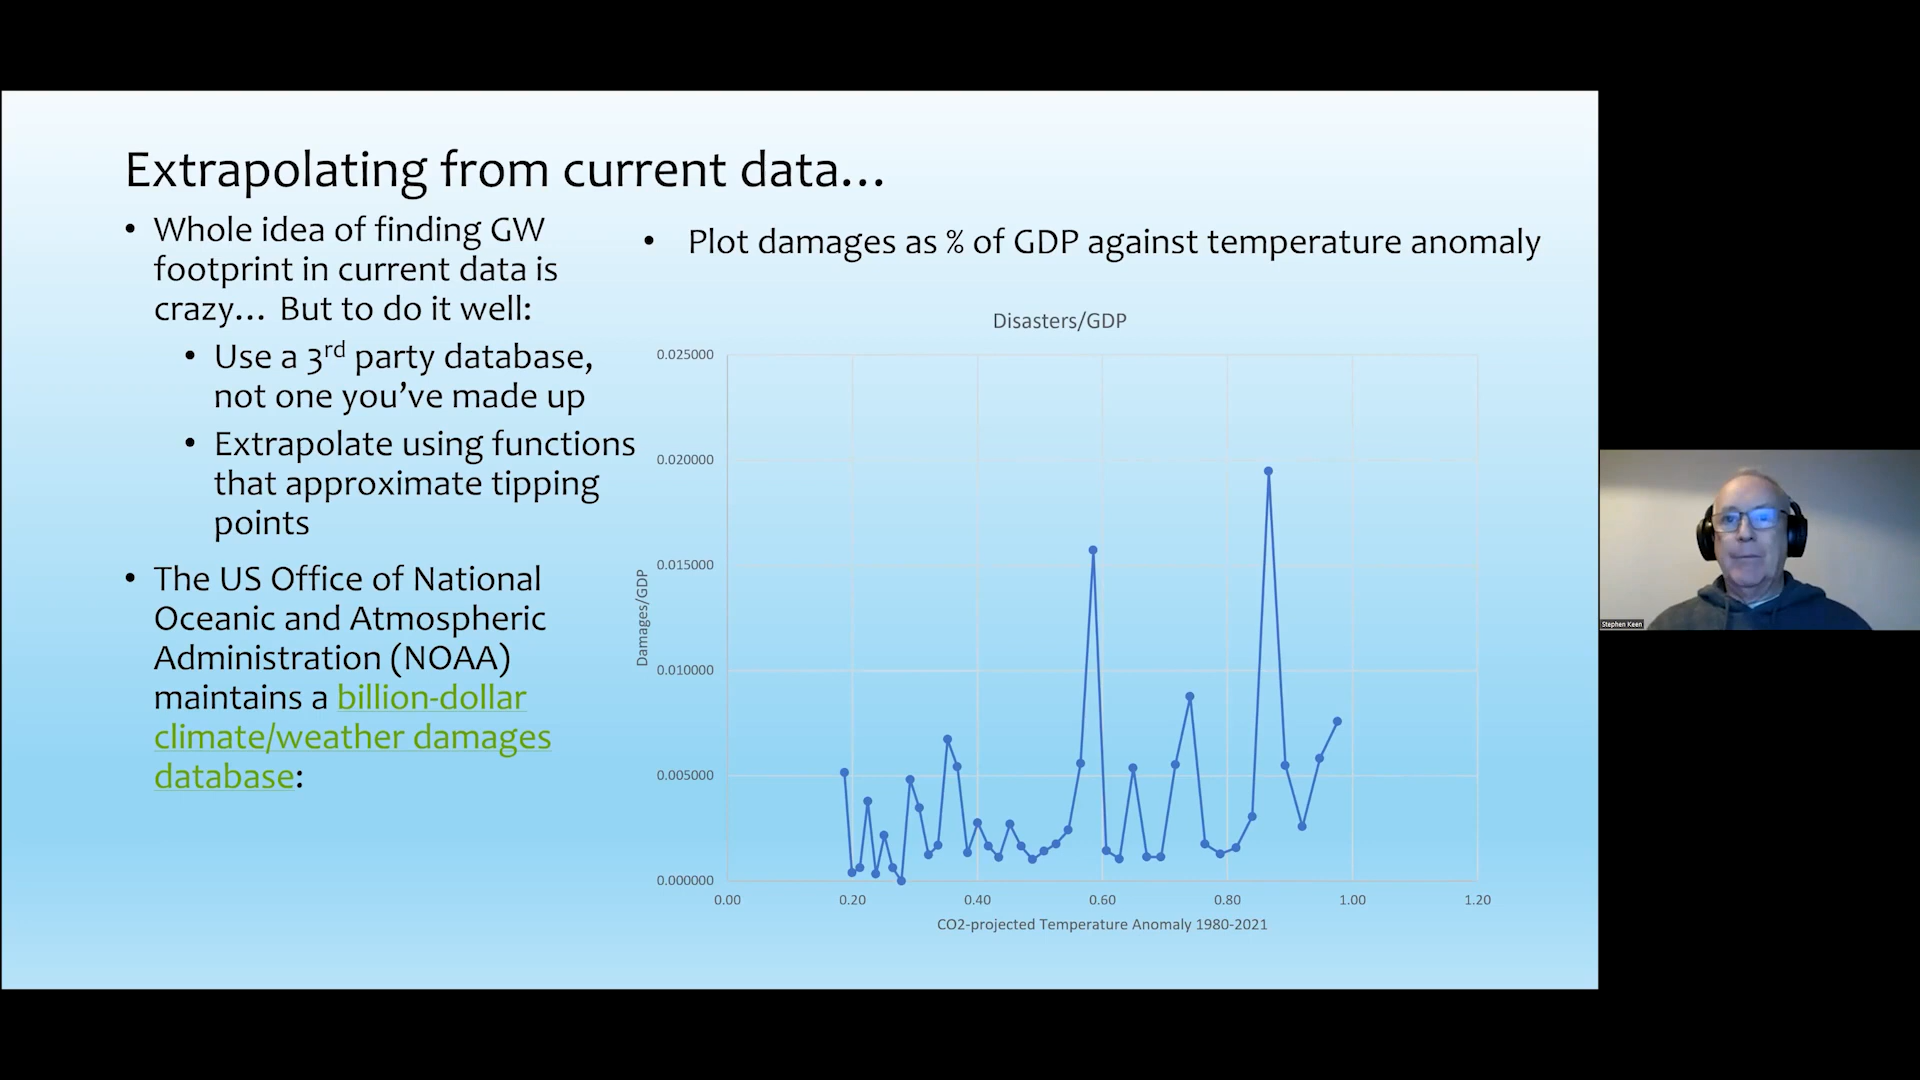 Extrapolating from current data…
• Whole idea of finding GW
footprint in current data is
crazy… But to do it well:
• Use a 3rd party database,
not one you’ve made up
• Extrapolate using functions
that approximate tipping
points
• The US Office of National
Oceanic and Atmospheric
Administration (NOAA)
maintains a billion-dollar
climate/weather damages
database:
• Plot damages as % of GDP against temperature anomaly
Disasters/GDP
0.025000
0.020000
0.015000
0.010000
0.005000
0.000000
Damages/GDP
0.00 0.20 0.40 0.60 0.80 1.00 1.20
CO2-projected Temperature Anomaly 1980-2021
Stephen Keen